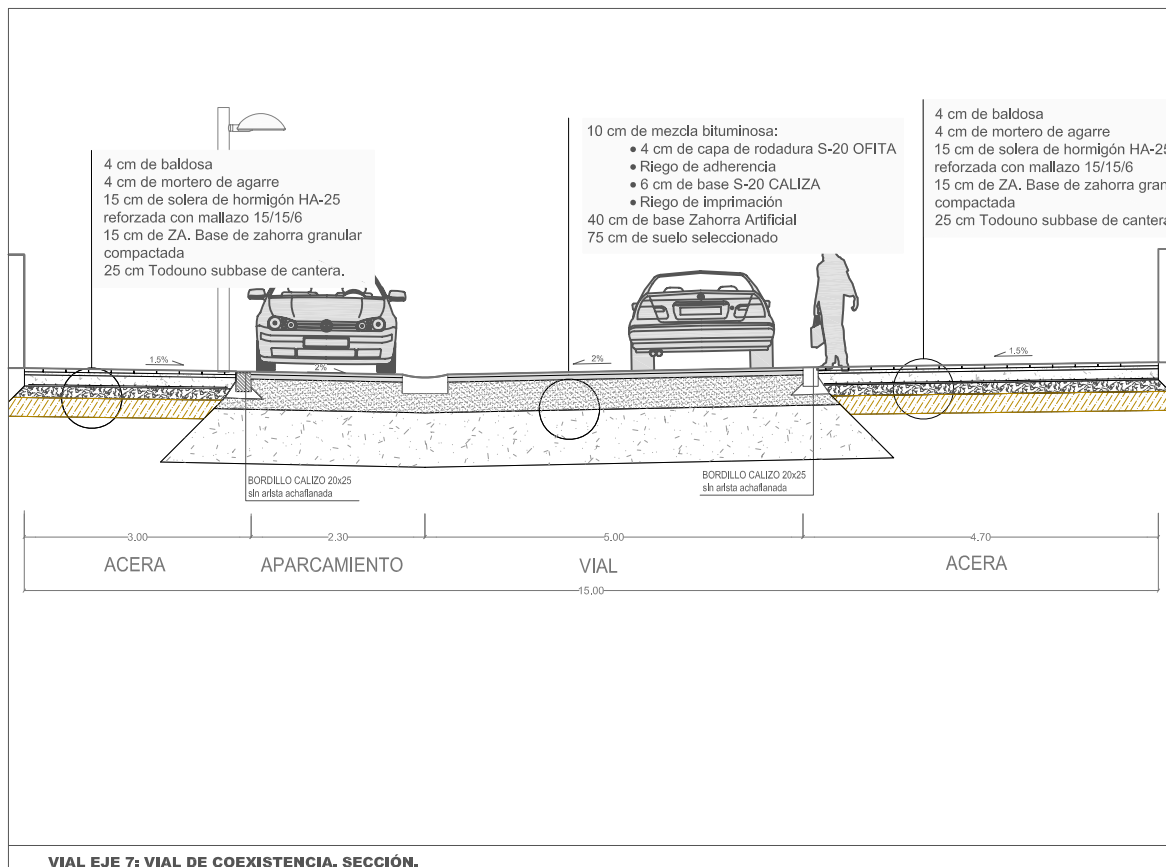 4 cm de baldosa
4 cm de mortero de agarre
15 cm de solera de hormigón HA-25
reforzada con mallazo 15/15/6
15 cm de ZA. Base de zahorra granular
compactada
25 cm Todouno subbase de cantera.
10 cm de mezcla bituminosa:
• 4 cm de capa de rodadura S-20 OFITA
• Riego de adherencia
• 6 cm de base S-20 CALIZA
• Riego de imprimación
40 cm de base Zahorra Artificial
75 cm de suelo seleccionado
4 cm de baldosa
4 cm de mortero de agarre
15 cm de solera de hormigón HA-25
reforzada con mallazo 15/15/6
15 cm de ZA. Base de zahorra gran
compactada
25 cm Todouno subbase de cantera
1.5%
2%
2%
1.5%
BORDILLO CALIZO 20x25
sin arista achaflanada
BORDILLO CALIZO 20x25
sin arista achaflanada
3.00
2.30
5.00
4.70
ACERA
APARCAMIENTO
VIAL
ACERA
15.00
VIAL EJE 7: VIAL DE COEXISTENCIA. SECCIÓN.